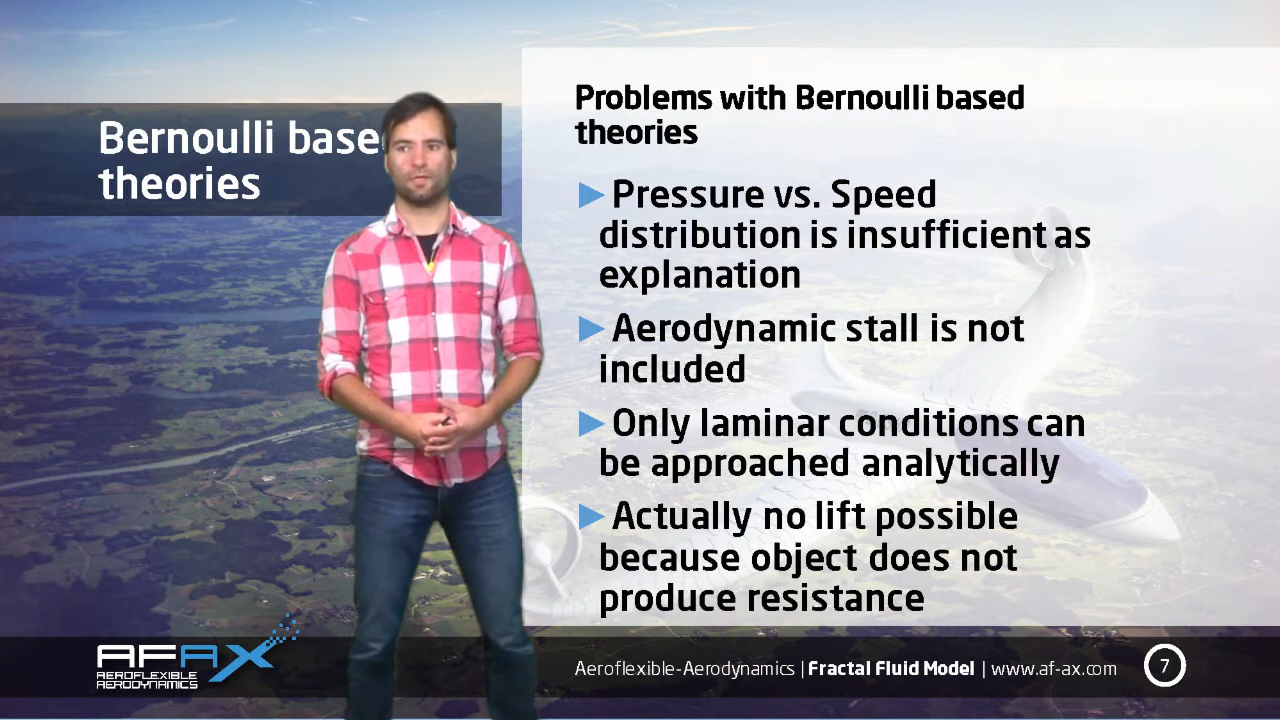 Bernoulli base
theories
Problems with Bernoulli based
theories
►Pressure vs. Speed
distribution is insufficient as
explanation
►Aerodynamic stall is not
included
►Only laminar conditions can
be approached analytically
►Actually no lift possible
because object does not
produce resistance
AFAX
AEROFLEXIBLE
AERODYNAMICS
Aeroflexible-Aerodynamics | Fractal Fluid Model | www.af-ax.com
7